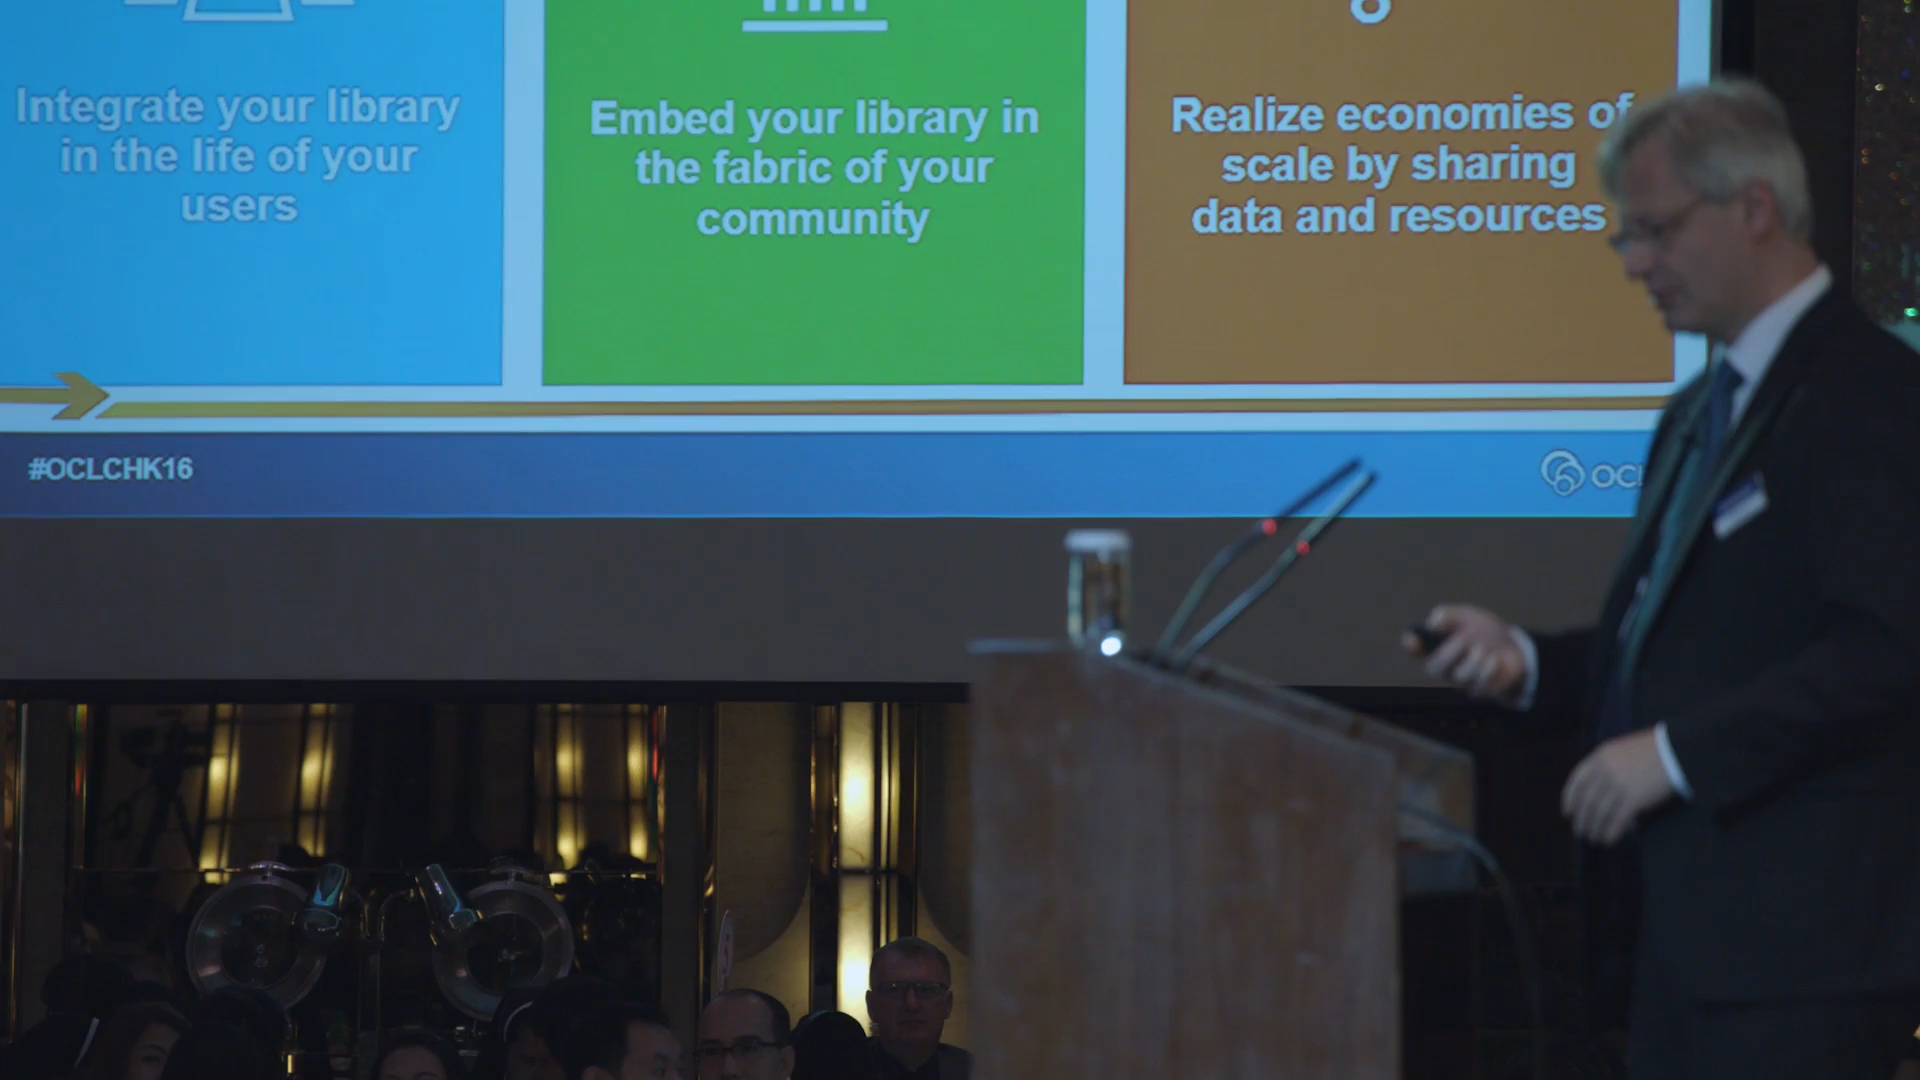 Integrate your library
in the life of your
users
Embed your library in
the fabric of your
community
Realize economies of
scale by sharing
data and resources
#OCLCHK16
OCL